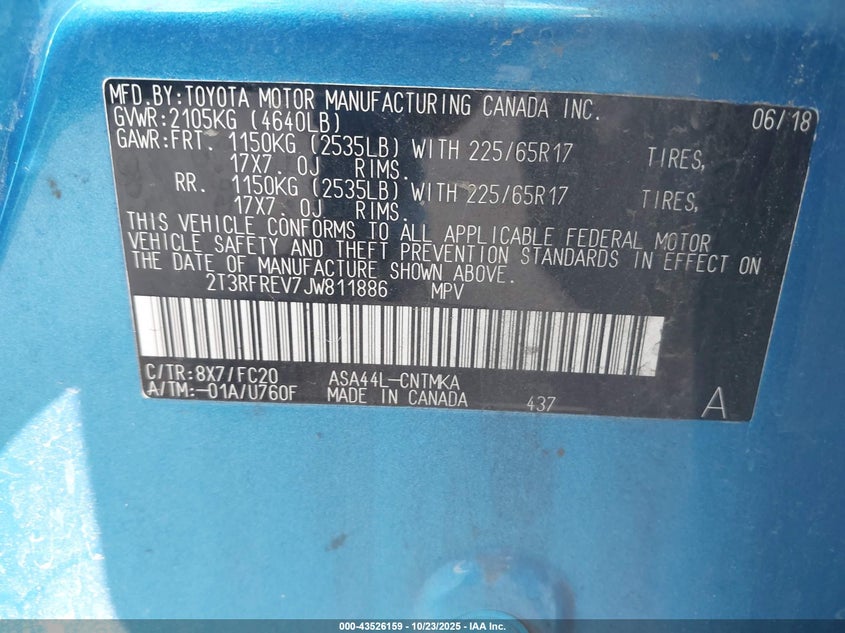 MFD.BY:TOYOTA MOTOR MANUFACTURING CANADA INC. 06/18
GVWR:2105KG (4640LB)
GAWR:FRT. 1150KG (2535LB) WITH 225/65R17 TIRES,
17X7.0J RIMS.
RR. 1150KG (2535LB) WITH 225/65R17 TIRES,
17X7.0J RIMS.
THIS VEHICLE CONFORMS TO ALL APPLICABLE FEDERAL MOTOR
VEHICLE SAFETY AND THEFT PREVENTION STANDARDS IN EFFECT ON
THE DATE OF MANUFACTURE SHOWN ABOVE.
2T3RFREV7JW811886 MPV
C/TR:8X7/FC20 ASA44L-CNTMKA
A/TM:-01A/U760F MADE IN CANADA 437 A
000-43526159 - 10/23/2025 - IAA Inc.